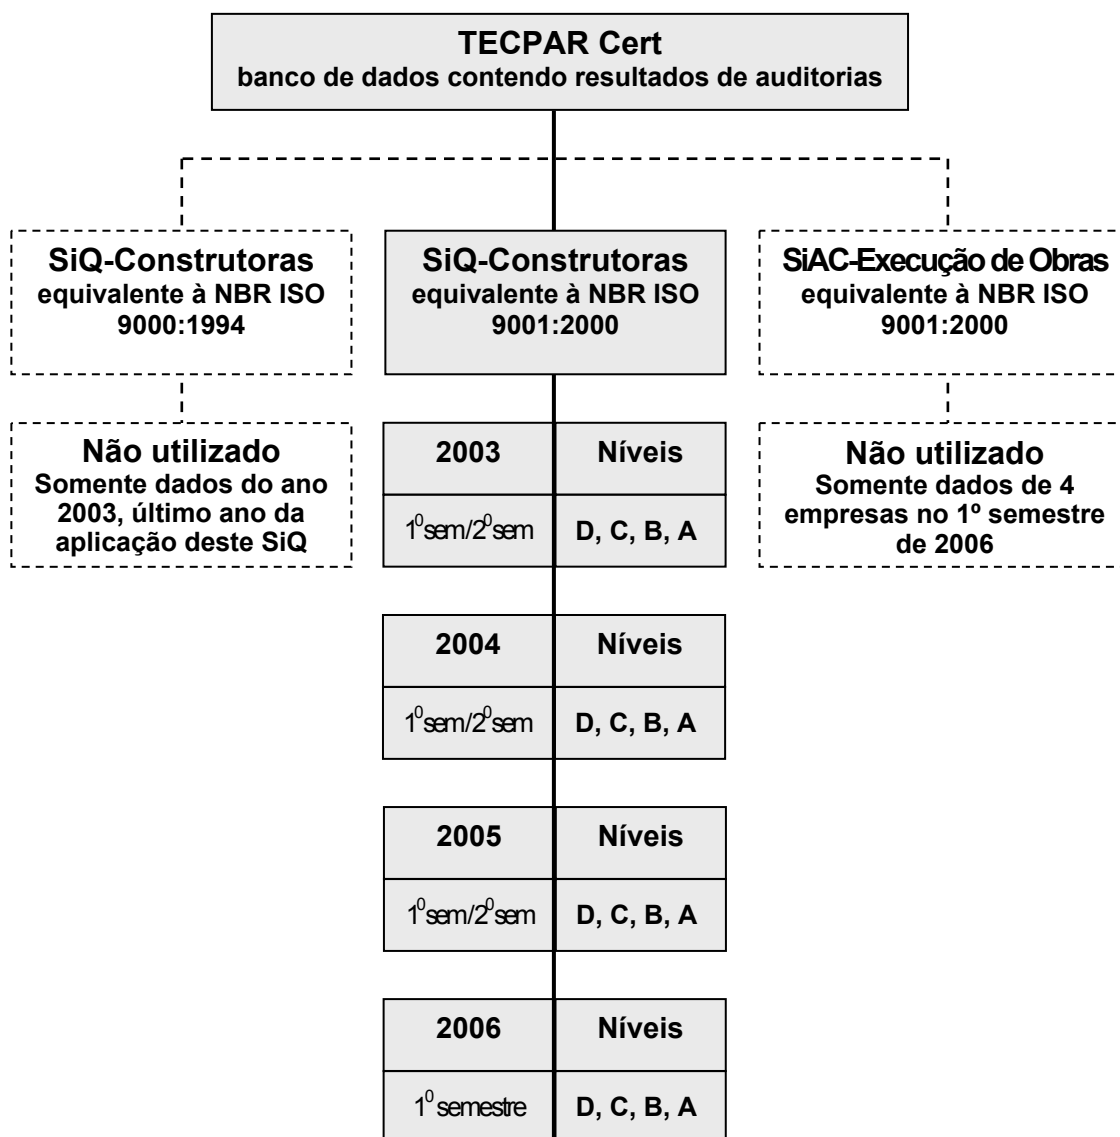 TECPAR Cert
banco de dados contendo resultados de auditorias
SiQ-Construtoras
equivalente à NBR ISO
9000:1994
SiQ-Construtoras
equivalente à NBR ISO
9001:2000
SiAC-Execução de Obras
equivalente à NBR ISO
9001:2000
Não utilizado
Somente dados do ano
2003, último ano da
aplicação deste SiQ
2003 Níveis
1⁰sem/2⁰sem D, C, B, A
Não utilizado
Somente dados de 4
empresas no 1º semestre
de 2006
2004 Níveis
1⁰sem/2⁰sem D, C, B, A
2005 Níveis
1⁰sem/2⁰sem D, C, B, A
2006 Níveis
1⁰ semestre D, C, B, A